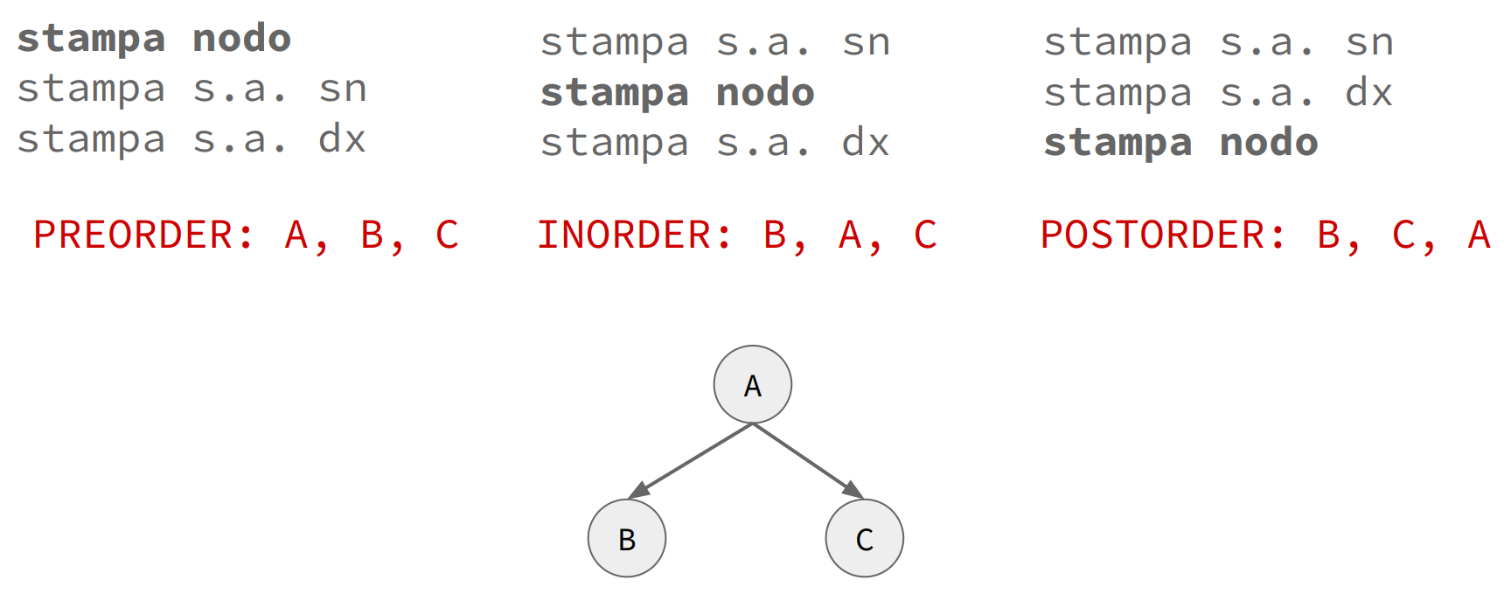 stampa nodo
stampa s.a. sn
stampa s.a. dx
PREORDER: A, B, C
stampa s.a. sn
stampa nodo
stampa s.a. dx
INORDER: B, A, C
stampa s.a. sn
stampa s.a. dx
stampa nodo
POSTORDER: B, C, A
A
B
C